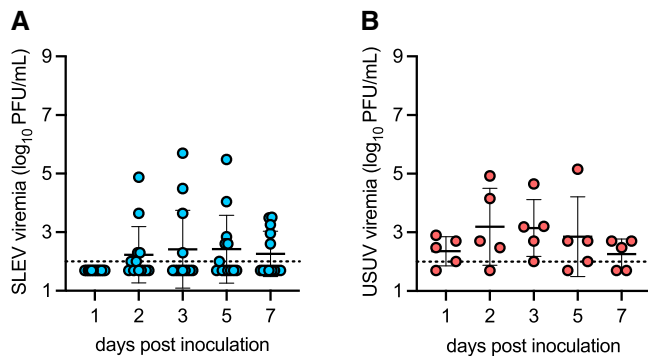 A
SLEV viremia (log10 PFU/mL)
9
7
5
3
1
1 2 3 5 7
days post inoculation
B
USUV viremia (log10 PFU/mL)
9
7
5
3
1
1 2 3 5 7
days post inoculation